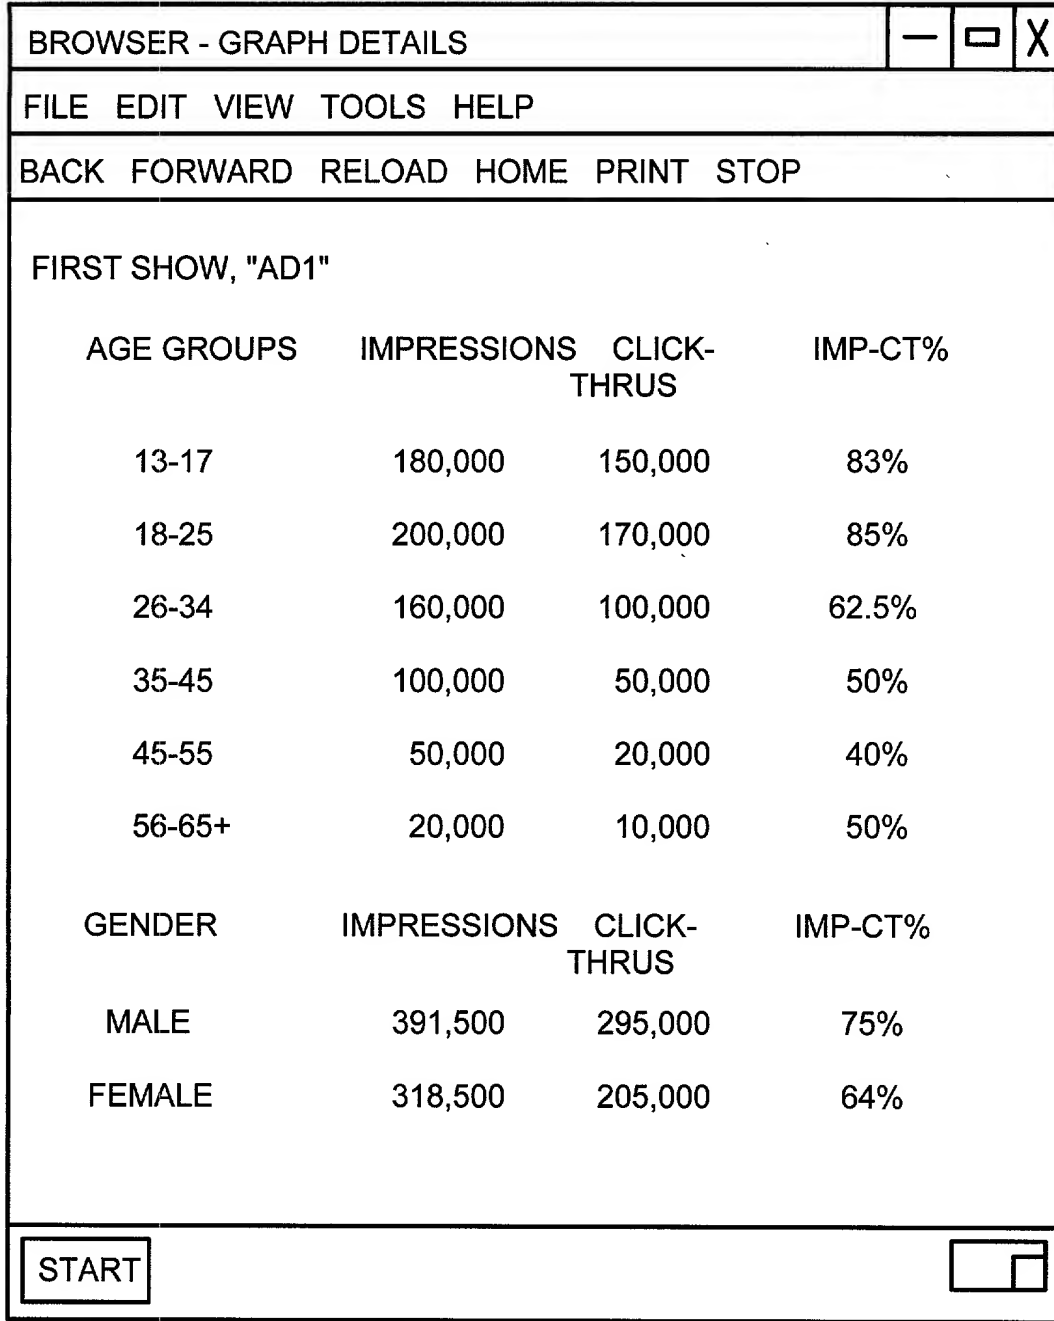 BROWSER - GRAPH DETAILS
FILE EDIT VIEW TOOLS HELP
BACK FORWARD RELOAD HOME PRINT STOP
FIRST SHOW, "AD1"
AGE GROUPS IMPRESSIONS CLICK- IMP-CT%
THRUS
13-17 180,000 150,000 83%
18-25 200,000 170,000 85%
26-34 160,000 100,000 62.5%
35-45 100,000 50,000 50%
45-55 50,000 20,000 40%
56-65+ 20,000 10,000 50%
GENDER IMPRESSIONS CLICK- IMP-CT%
THRUS
MALE 391,500 295,000 75%
FEMALE 318,500 205,000 64%
START